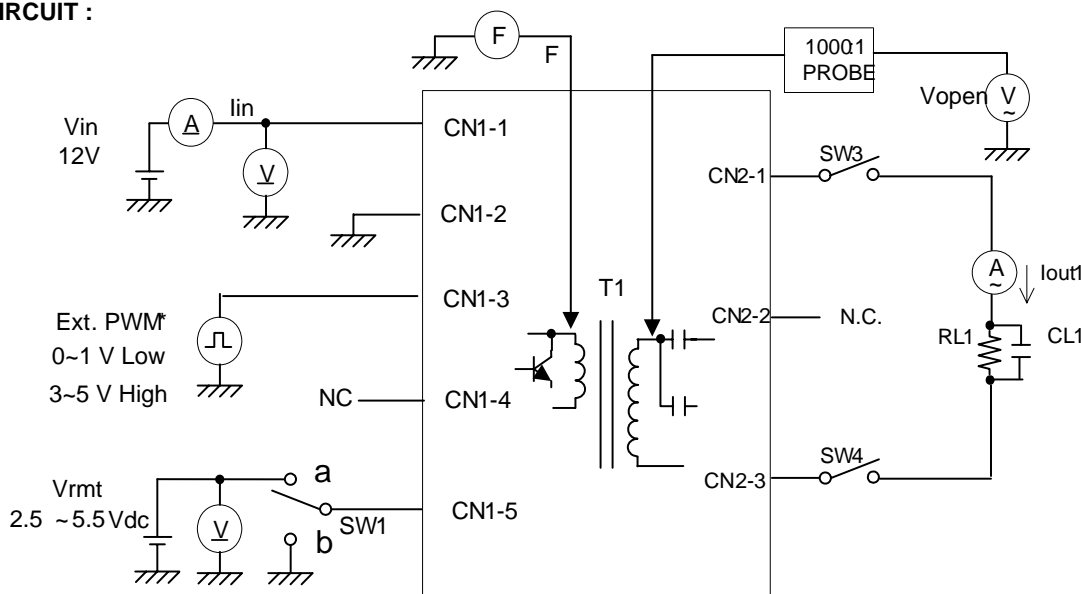 IRCUIT :
F
F
1000:1
PROBE
Vopen
V
~
Vin
12V
A
Iin
V
CN1-1
CN1-2
CN1-3
CN1-4
CN1-5
Ext. PWM*
0~1 V Low
3~5 V High
NC
Vrmt
2.5 ~5.5Vdc
V
a
b
SW1
T1
CN2-1
CN2-2
CN2-3
SW3
N.C.
SW4
A
~
Iout1
RL1
CL1